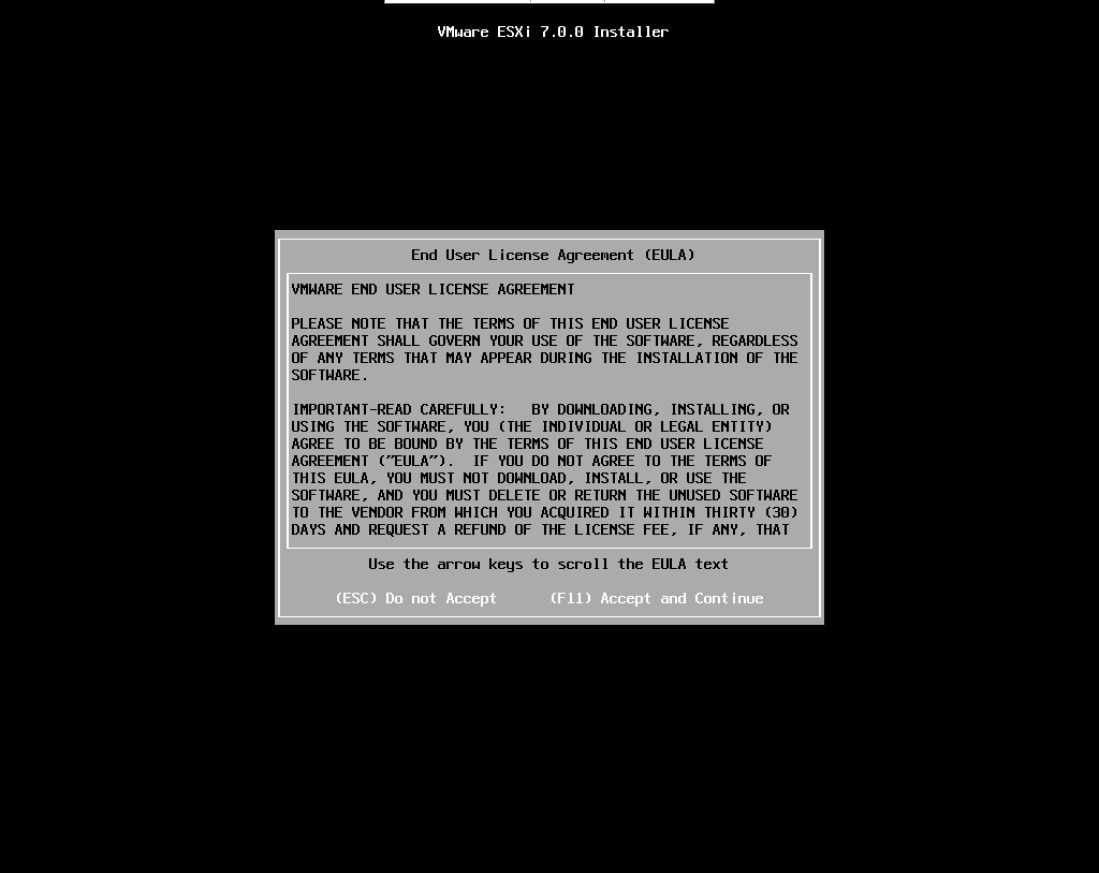 VMware ESXi 7.0.0 Installer
End User License Agreement (EULA)
VMWARE END USER LICENSE AGREEMENT
PLEASE NOTE THAT THE TERMS OF THIS END USER LICENSE
AGREEMENT SHALL GOVERN YOUR USE OF THE SOFTWARE, REGARDLESS
OF ANY TERMS THAT MAY APPEAR DURING THE INSTALLATION OF THE
SOFTWARE.
IMPORTANT-READ CAREFULLY:   BY DOWNLOADING, INSTALLING, OR
USING THE SOFTWARE, YOU (THE INDIVIDUAL OR LEGAL ENTITY)
AGREE TO BE BOUND BY THE TERMS OF THIS END USER LICENSE
AGREEMENT ("EULA").  IF YOU DO NOT AGREE TO THE TERMS OF
THIS EULA, YOU MUST NOT DOWNLOAD, INSTALL, OR USE THE
SOFTWARE, AND YOU MUST DELETE OR RETURN THE UNUSED SOFTWARE
TO THE VENDOR FROM WHICH YOU ACQUIRED IT WITHIN THIRTY (30)
DAYS AND REQUEST A REFUND OF THE LICENSE FEE, IF ANY, THAT
Use the arrow keys to scroll the EULA text
(ESC) Do not Accept      (F11) Accept and Continue